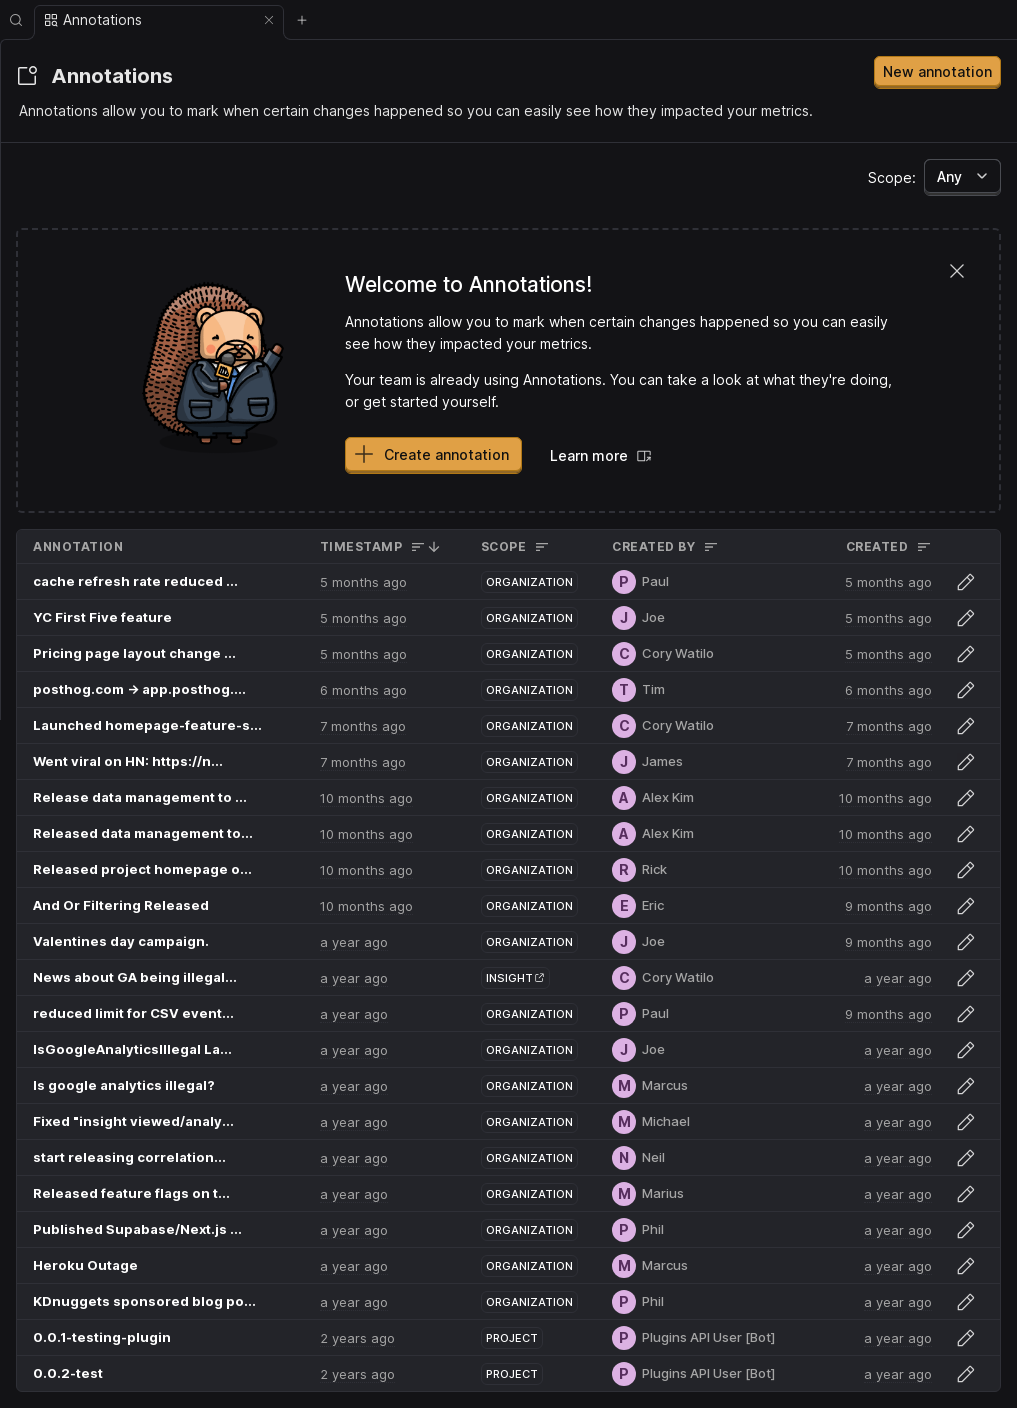 Annotations
Annotations
New annotation
Annotations allow you to mark when certain changes happened so you can easily see how they impacted your metrics.
Scope: Any
Welcome to Annotations!
Annotations allow you to mark when certain changes happened so you can easily
see how they impacted your metrics.
Your team is already using Annotations. You can take a look at what they're doing,
or get started yourself.
Create annotation Learn more
ANNOTATION TIMESTAMP SCOPE CREATED BY CREATED
cache refresh rate reduced ... 5 months ago ORGANIZATION P Paul 5 months ago
YC First Five feature 5 months ago ORGANIZATION J Joe 5 months ago
Pricing page layout change ... 5 months ago ORGANIZATION C Cory Watilo 5 months ago
posthog.com → app.posthog.... 6 months ago ORGANIZATION T Tim 6 months ago
Launched homepage-feature-s... 7 months ago ORGANIZATION C Cory Watilo 7 months ago
Went viral on HN: https://n... 7 months ago ORGANIZATION J James 7 months ago
Release data management to ... 10 months ago ORGANIZATION A Alex Kim 10 months ago
Released data management to... 10 months ago ORGANIZATION A Alex Kim 10 months ago
Released project homepage o... 10 months ago ORGANIZATION R Rick 10 months ago
And Or Filtering Released 10 months ago ORGANIZATION E Eric 9 months ago
Valentines day campaign. a year ago ORGANIZATION J Joe 9 months ago
News about GA being illegal... a year ago INSIGHT C Cory Watilo a year ago
reduced limit for CSV event... a year ago ORGANIZATION P Paul 9 months ago
IsGoogleAnalyticsIllegal La... a year ago ORGANIZATION J Joe a year ago
Is google analytics illegal? a year ago ORGANIZATION M Marcus a year ago
Fixed "insight viewed/analy... a year ago ORGANIZATION M Michael a year ago
start releasing correlation... a year ago ORGANIZATION N Neil a year ago
Released feature flags on t... a year ago ORGANIZATION M Marius a year ago
Published Supabase/Next.js ... a year ago ORGANIZATION P Phil a year ago
Heroku Outage a year ago ORGANIZATION M Marcus a year ago
KDnuggets sponsored blog po... a year ago ORGANIZATION P Phil a year ago
0.0.1-testing-plugin 2 years ago PROJECT P Plugins API User [Bot] a year ago
0.0.2-test 2 years ago PROJECT P Plugins API User [Bot] a year ago